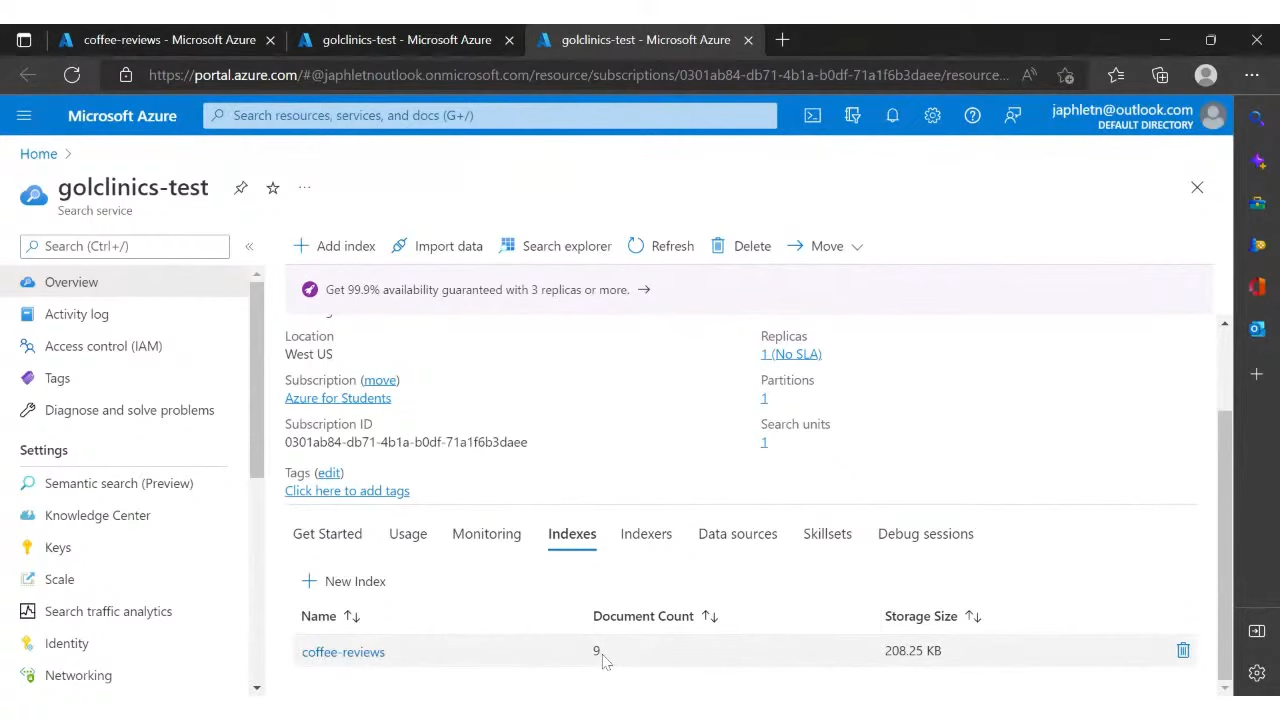 coffee-reviews - Microsoft Azure
golclinics-test - Microsoft Azure
golclinics-test - Microsoft Azure
https://portal.azure.com/#@japhletnoutlook.onmicrosoft.com/resource/subscriptions/0301ab84-db71-4b1a-b0df-71a1f6b3daee/resource...
Microsoft Azure
Search resources, services, and docs (G+/)
japhletn@outlook.com
DEFAULT DIRECTORY
Home
golclinics-test
Search service
Search (Ctrl+/)
Overview
Activity log
Access control (IAM)
Tags
Diagnose and solve problems
Settings
Semantic search (Preview)
Knowledge Center
Keys
Scale
Search traffic analytics
Identity
Networking
Add index
Import data
Search explorer
Refresh
Delete
Move
Get 99.9% availability guaranteed with 3 replicas or more.
Location
West US
Subscription (move)
Azure for Students
Subscription ID
0301ab84-db71-4b1a-b0df-71a1f6b3daee
Tags (edit)
Click here to add tags
Replicas
1 (No SLA)
Partitions
1
Search units
1
Get Started Usage Monitoring Indexes Indexers Data sources Skillsets Debug sessions
New Index
Name Document Count Storage Size
coffee-reviews 9 208.25 KB